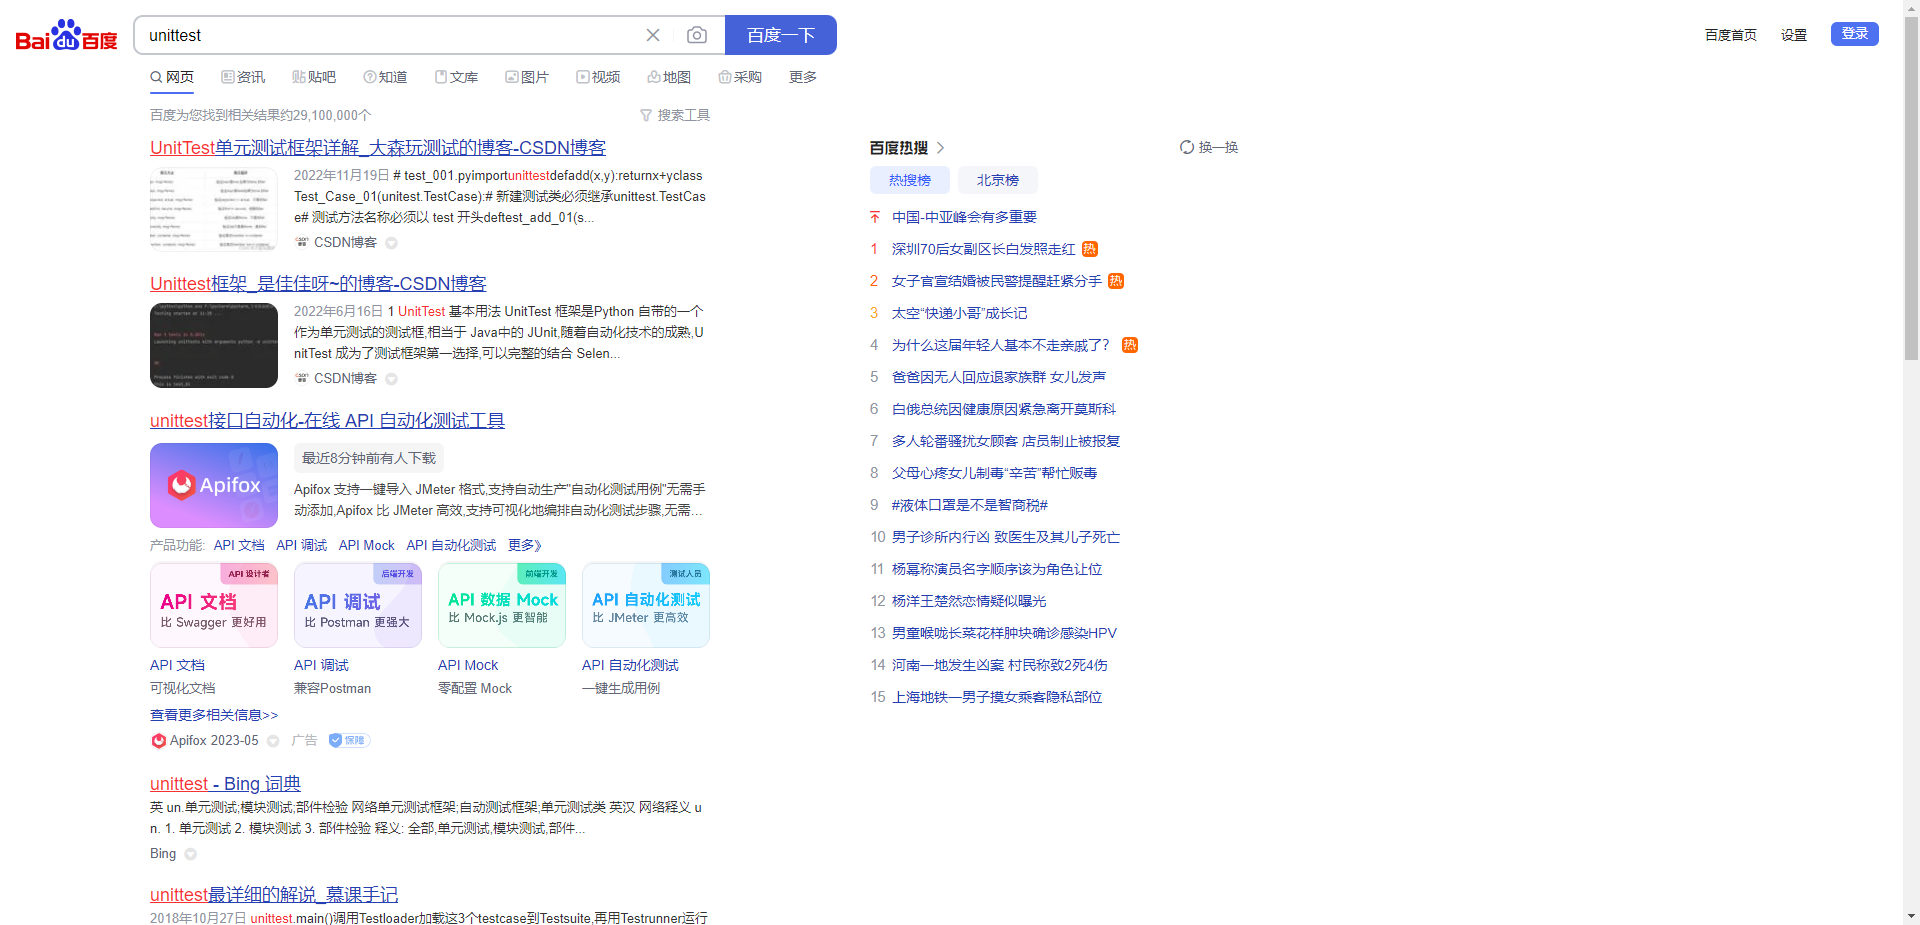 Bai du 百度
unittest
百度一下
百度首页 设置 登录
网页 资讯 贴吧 知道 文库 图片 视频 地图 采购 更多
百度为您找到相关结果约29,100,000个
搜索工具
UnitTest单元测试框架详解_大森玩测试的博客-CSDN博客
2022年11月19日 # test_001.pyimportunittestdefadd(x,y):returnx+yclass
Test_Case_01(unitest.TestCase):# 新建测试类必须继承unittest.TestCas
e# 测试方法名称必须以 test 开头deftest_add_01(s...
CSDN博客
Unittest框架_是佳佳呀~的博客-CSDN博客
2022年6月16日 1 UnitTest 基本用法 UnitTest 框架是Python 自带的一个
作为单元测试的测试框,相当于 Java中的 JUnit,随着自动化技术的成熟,U
nitTest 成为了测试框架第一选择,可以完整的结合 Selen...
CSDN博客
unittest接口自动化-在线 API 自动化测试工具
Apifox
最近8分钟前有人下载
Apifox 支持一键导入 JMeter 格式,支持自动生产"自动化测试用例"无需手
动添加,Apifox 比 JMeter 高效,支持可视化地编排自动化测试步骤,无需...
产品功能: API 文档 API 调试 API Mock API 自动化测试 更多》
API 设计者
API 文档
比 Swagger 更好用
后端开发
API 调试
比 Postman 更强大
前端开发
API 数据 Mock
比 Mock.js 更智能
测试人员
API 自动化测试
比 JMeter 更高效
API 文档 API 调试 API Mock API 自动化测试
可视化文档 兼容Postman 零配置 Mock 一键生成用例
查看更多相关信息>>
Apifox 2023-05 广告 保障
unittest - Bing 词典
英 un.单元测试;模块测试;部件检验 网络单元测试框架;自动测试框架;单元测试类 英汉 网络释义 u
n. 1. 单元测试 2. 模块测试 3. 部件检验 释义: 全部,单元测试,模块测试,部件...
Bing
unittest最详细的解说_慕课手记
2018年10月27日 unittest.main()调用Testloader加载这3个testcase到Testsuite,再用Testrunner运行
百度热搜
换一换
热搜榜 北京榜
中国-中亚峰会有多重要
1 深圳70后女副区长白发照走红 热
2 女子官宣结婚被民警提醒赶紧分手 热
3 太空“快递小哥”成长记
4 为什么这届年轻人基本不走亲戚了? 热
5 爸爸因无人回应退家族群 女儿发声
6 白俄总统因健康原因紧急离开莫斯科
7 多人轮番骚扰女顾客 店员制止被报复
8 父母心疼女儿制毒“辛苦”帮忙贩毒
9 #液体口罩是不是智商税#
10 男子诊所内行凶 致医生及其儿子死亡
11 杨幂称演员名字顺序该为角色让位
12 杨洋王楚然恋情疑似曝光
13 男童喉咙长菜花样肿块确诊感染HPV
14 河南一地发生凶案 村民称致2死4伤
15 上海地铁一男子摸女乘客隐私部位